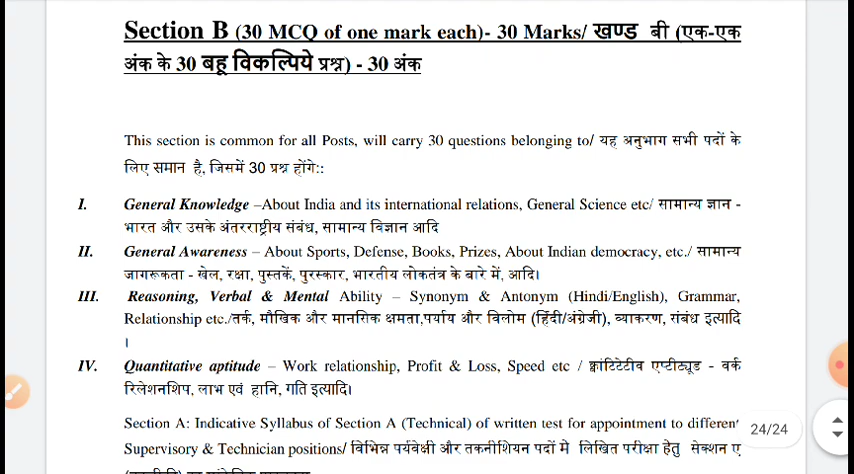 Section B (30 MCQ of one mark each)- 30 Marks/ खण्ड बी (एक-एक
अंक के 30 बहू विकल्पिये प्रश्न) - 30 अंक
This section is common for all Posts, will carry 30 questions belonging to/ यह अनुभाग सभी पदों के
लिए समान है, जिसमें 30 प्रश्न होंगे::
I. General Knowledge –About India and its international relations, General Science etc/ सामान्य ज्ञान -
भारत और उसके अंतरराष्ट्रीय संबंध, सामान्य विज्ञान आदि
II. General Awareness – About Sports, Defense, Books, Prizes, About Indian democracy, etc./ सामान्य
जागरूकता - खेल, रक्षा, पुस्तकें, पुरस्कार, भारतीय लोकतंत्र के बारे में, आदि।
III. Reasoning, Verbal & Mental Ability – Synonym & Antonym (Hindi/English), Grammar,
Relationship etc./तर्क, मौखिक और मानसिक क्षमता,पर्याय और विलोम (हिंदी/अंग्रेजी), व्याकरण, संबंध इत्यादि
।
IV. Quantitative aptitude – Work relationship, Profit & Loss, Speed etc / क्वांटिटेटीव एप्टीट्यूड - वर्क
रिलेशनशिप, लाभ एवं हानि, गति इत्यादि।
Section A: Indicative Syllabus of Section A (Technical) of written test for appointment to differen
24/24
Supervisory & Technician positions/ विभिन्न पर्यवेक्षी और तकनीशियन पदों में लिखित परीक्षा हेतु सेक्शन ए